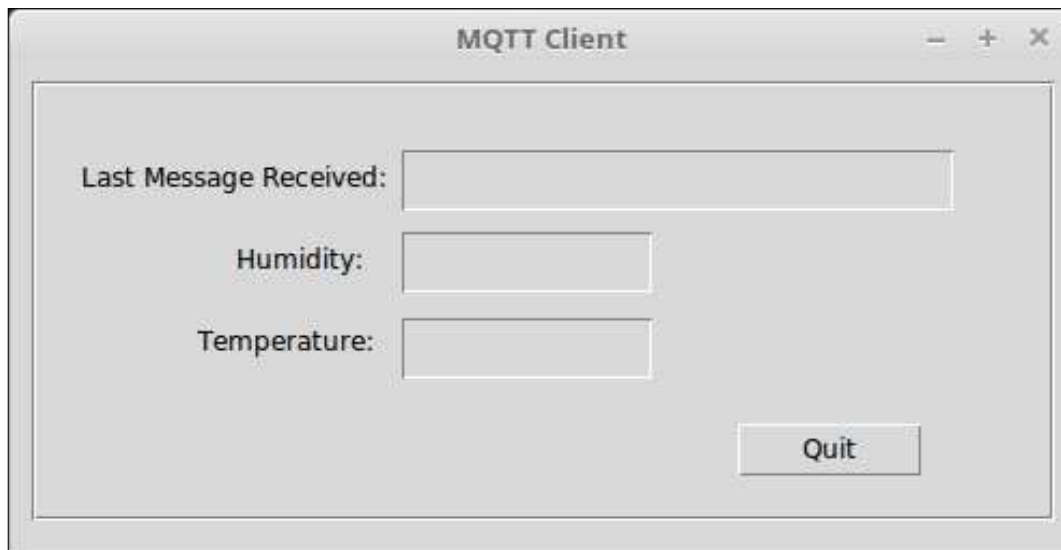 MQTT Client
Last Message Received:
Humidity:
Temperature:
Quit